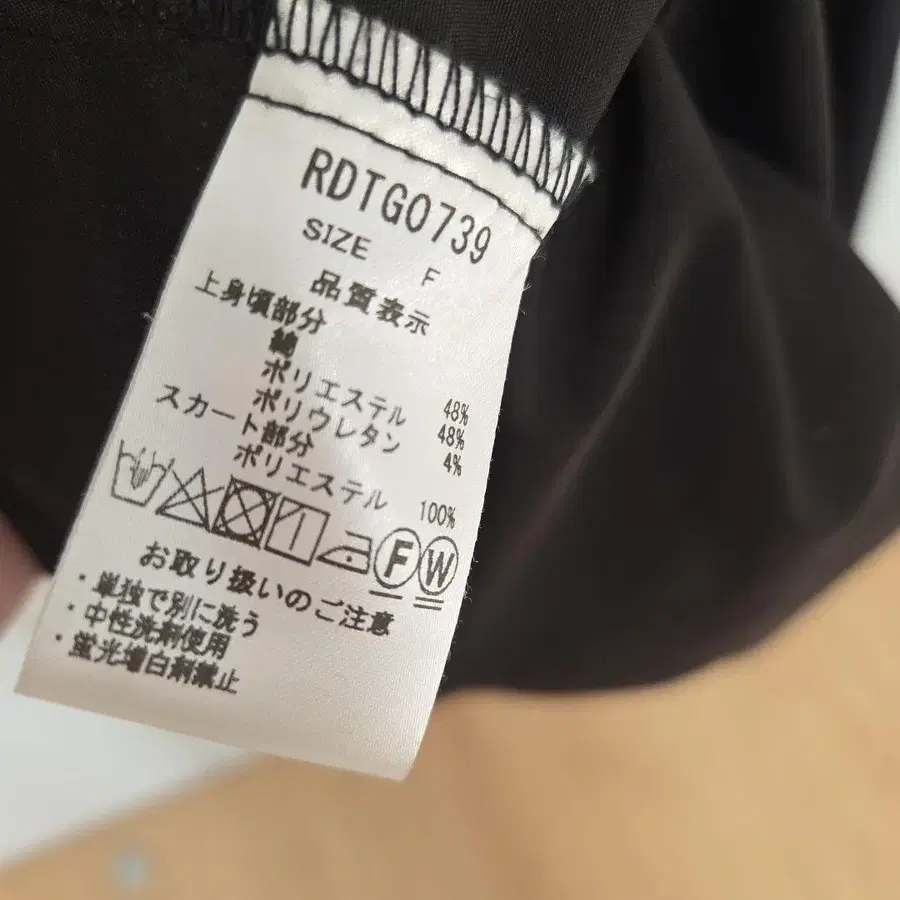 RDTG0739
SIZE F
品質表示
上身頃部分
綿 48%
ポリエステル 48%
ポリウレタン 4%
スカート部分
ポリエステル 100%
F W
お取り扱いのご注意
・単独で別に洗う
・中性洗剤使用
・蛍光増白剤禁止